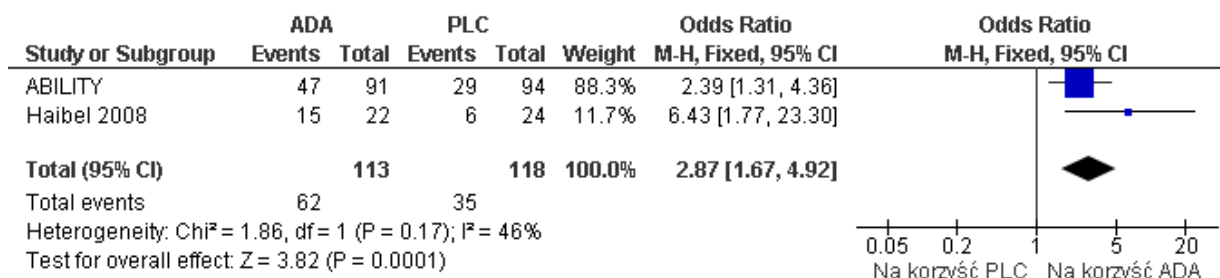 ADA PLC Odds Ratio Odds Ratio
Study or Subgroup Events Total Events Total Weight M-H, Fixed, 95% CI M-H, Fixed, 95% CI
ABILITY 47 91 29 94 88.3% 2.39 [1.31, 4.36]
Haibel 2008 15 22 6 24 11.7% 6.43 [1.77, 23.30]
Total (95% CI) 113 118 100.0% 2.87 [1.67, 4.92]
Total events 62 35
Heterogeneity: Chi² = 1.86, df = 1 (P = 0.17); I² = 46%
Test for overall effect: Z = 3.82 (P = 0.0001)
0.05 0.2 1 5 20
Na korzyść PLC Na korzyść ADA